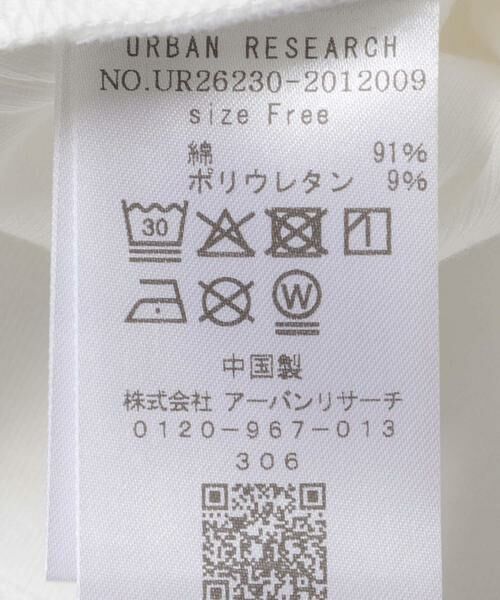 URBAN RESEARCH
NO.UR26230-2012009
size Free
綿 91%
ポリウレタン 9%
30
W
中国製
株式会社 アーバンリサーチ
0120-967-013
306